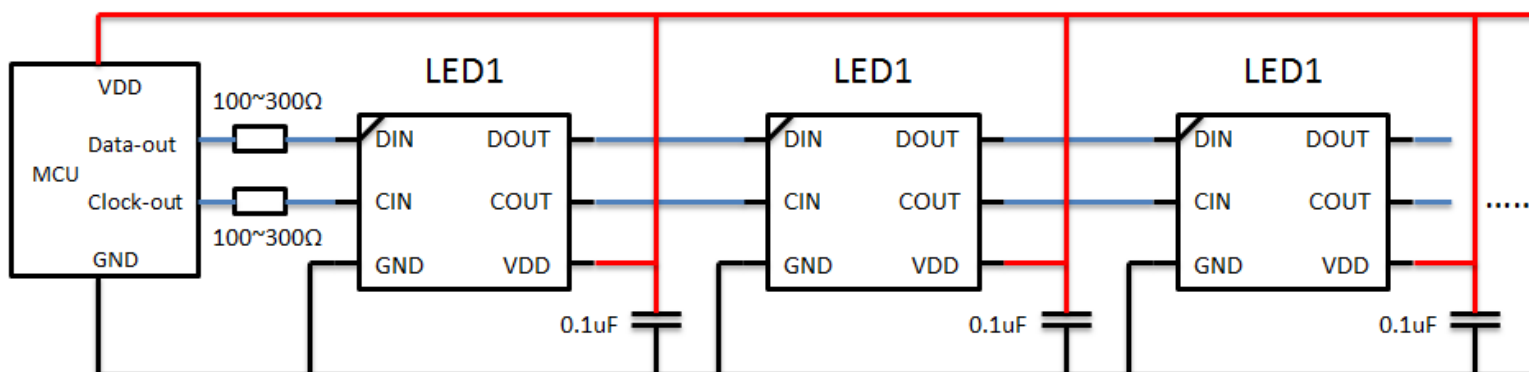 LED1
LED1
LED1
VDD
100~300Ω
Data-out
MCU
Clock-out
100~300Ω
GND
DIN
DOUT
CIN
COUT
GND
VDD
0.1uF
DIN
DOUT
CIN
COUT
GND
VDD
0.1uF
DIN
DOUT
CIN
COUT
GND
VDD
0.1uF
.....